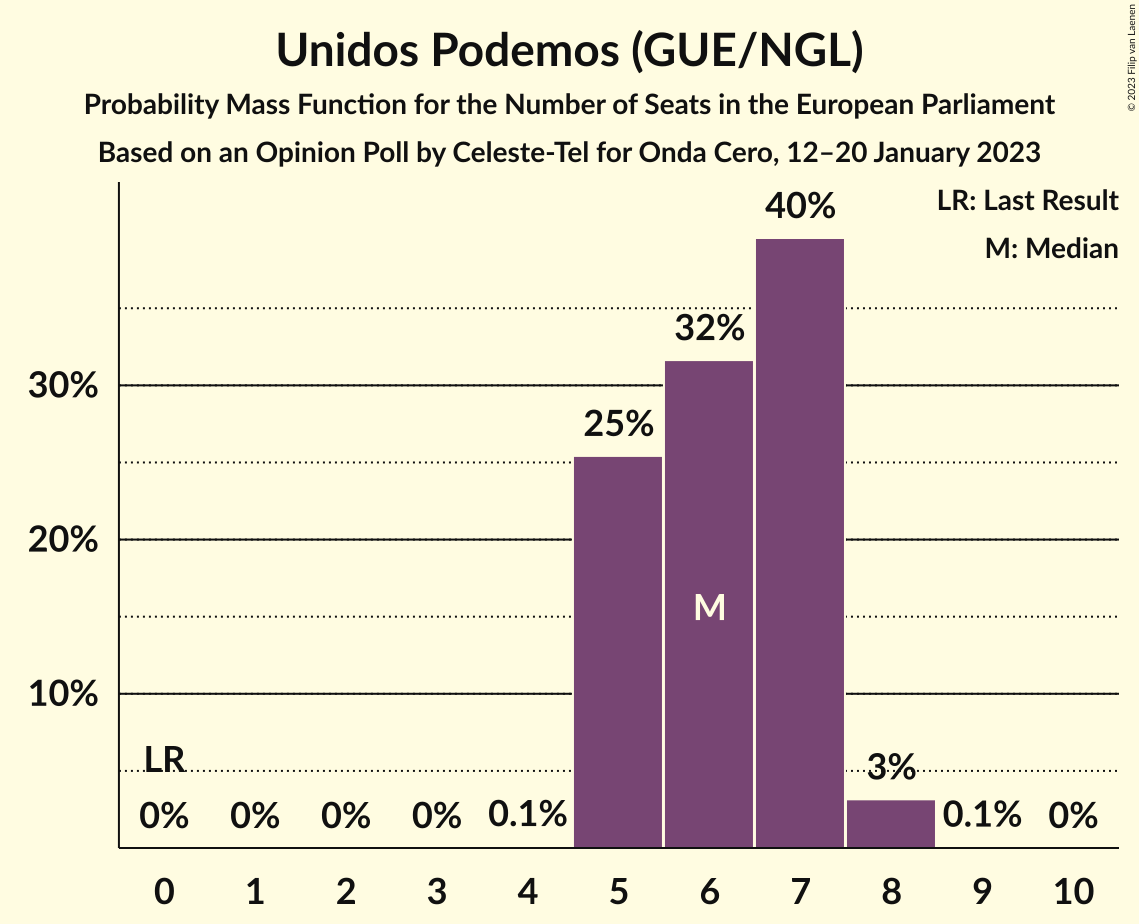 Unidos Podemos (GUE/NGL)
Probability Mass Function for the Number of Seats in the European Parliament
Based on an Opinion Poll by Celeste-Tel for Onda Cero, 12–20 January 2023
© 2023 Filip van Laenen
LR: Last Result
M: Median
40%
32%
30%
25%
20%
M
10%
LR
3%
0% 0% 0% 0% 0.1% 0.1% 0%
0 1 2 3 4 5 6 7 8 9 10